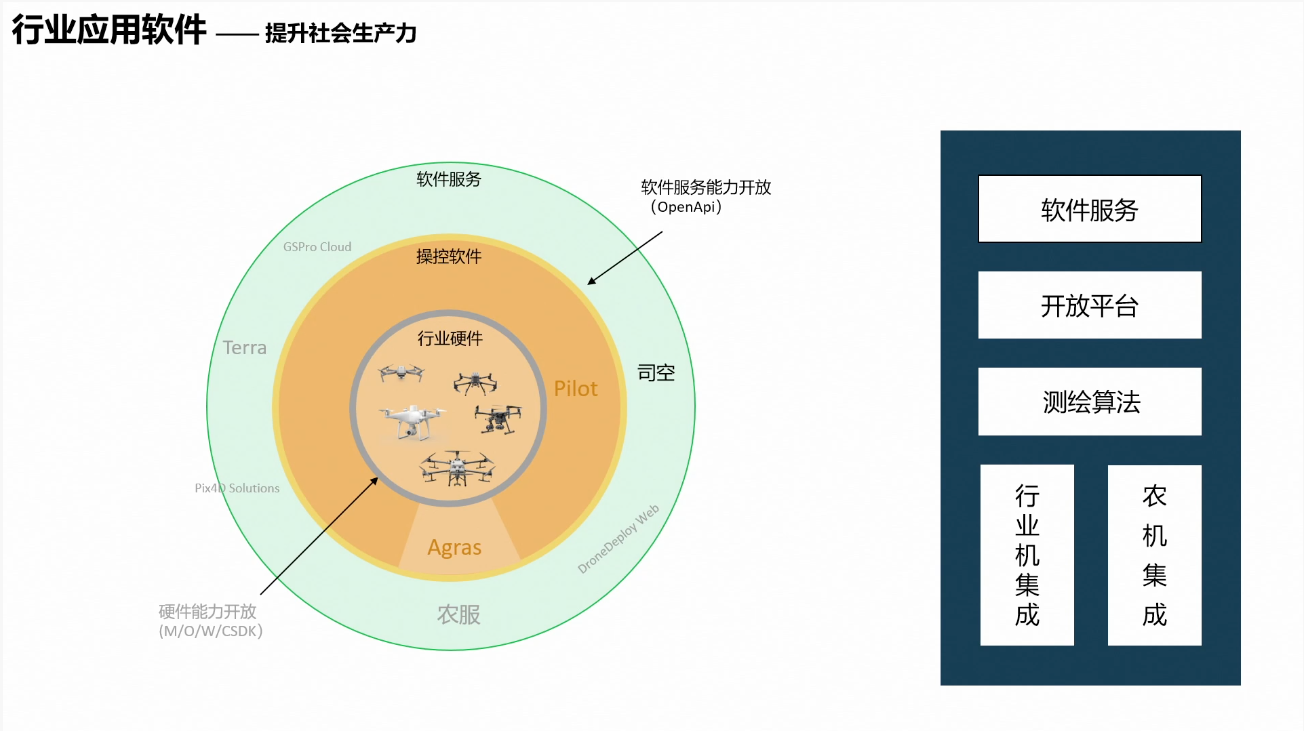 行业应用软件 —— 提升社会生产力
软件服务
软件服务能力开放
（OpenApi）
GSPro Cloud
操控软件
行业硬件
Terra
Pilot
司空
Pix4D Solutions
DroneDeploy Web
Agras
硬件能力开放
(M/O/W/CSDK）
农服
软件服务
开放平台
测绘算法
行业机集成
农机集成